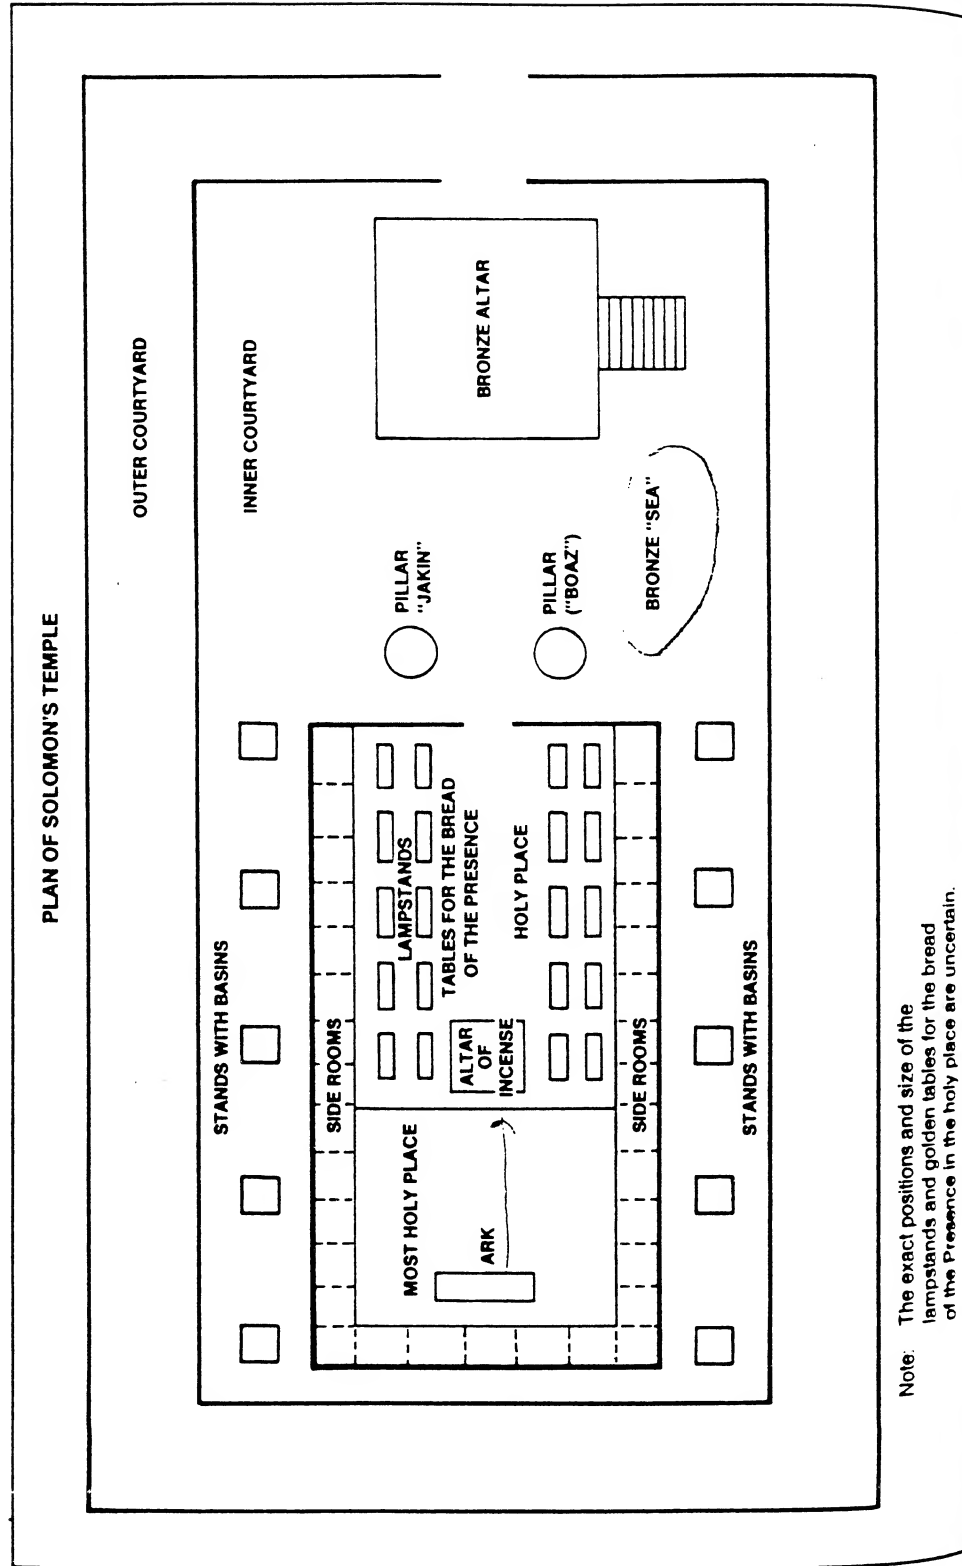 PLAN OF SOLOMON'S TEMPLE
OUTER COURTYARD
INNER COURTYARD
STANDS WITH BASINS
SIDE ROOMS
MOST HOLY PLACE
ARK
LAMPSTANDS
TABLES FOR THE BREAD
OF THE PRESENCE
ALTAR
OF
INCENSE
HOLY PLACE
PILLAR
"JAKIN"
PILLAR
("BOAZ")
BRONZE ALTAR
BRONZE "SEA"
SIDE ROOMS
STANDS WITH BASINS
Note: The exact positions and size of the
lampstands and golden tables for the bread
of the Presence in the holy place are uncertain.